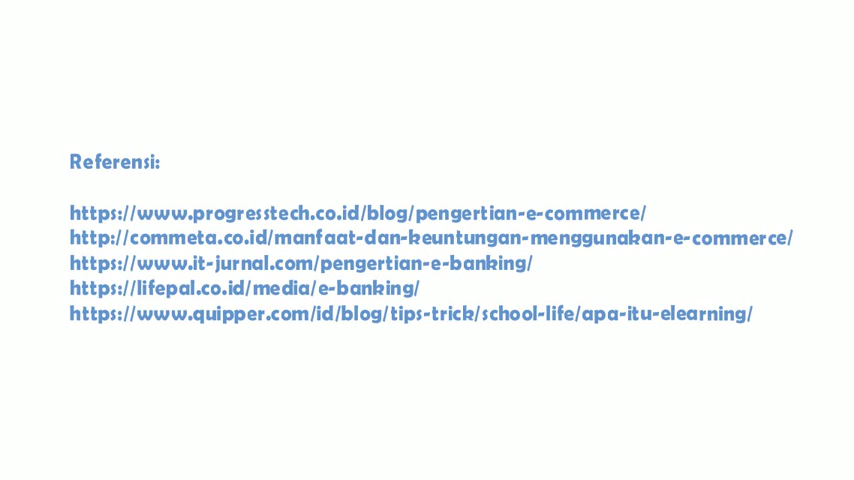 Referensi:
https://www.progresstech.co.id/blog/pengertian-e-commerce/
http://commeta.co.id/manfaat-dan-keuntungan-menggunakan-e-commerce/
https://www.it-jurnal.com/pengertian-e-banking/
https://lifepal.co.id/media/e-banking/
https://www.quipper.com/id/blog/tips-trick/school-life/apa-itu-elearning/